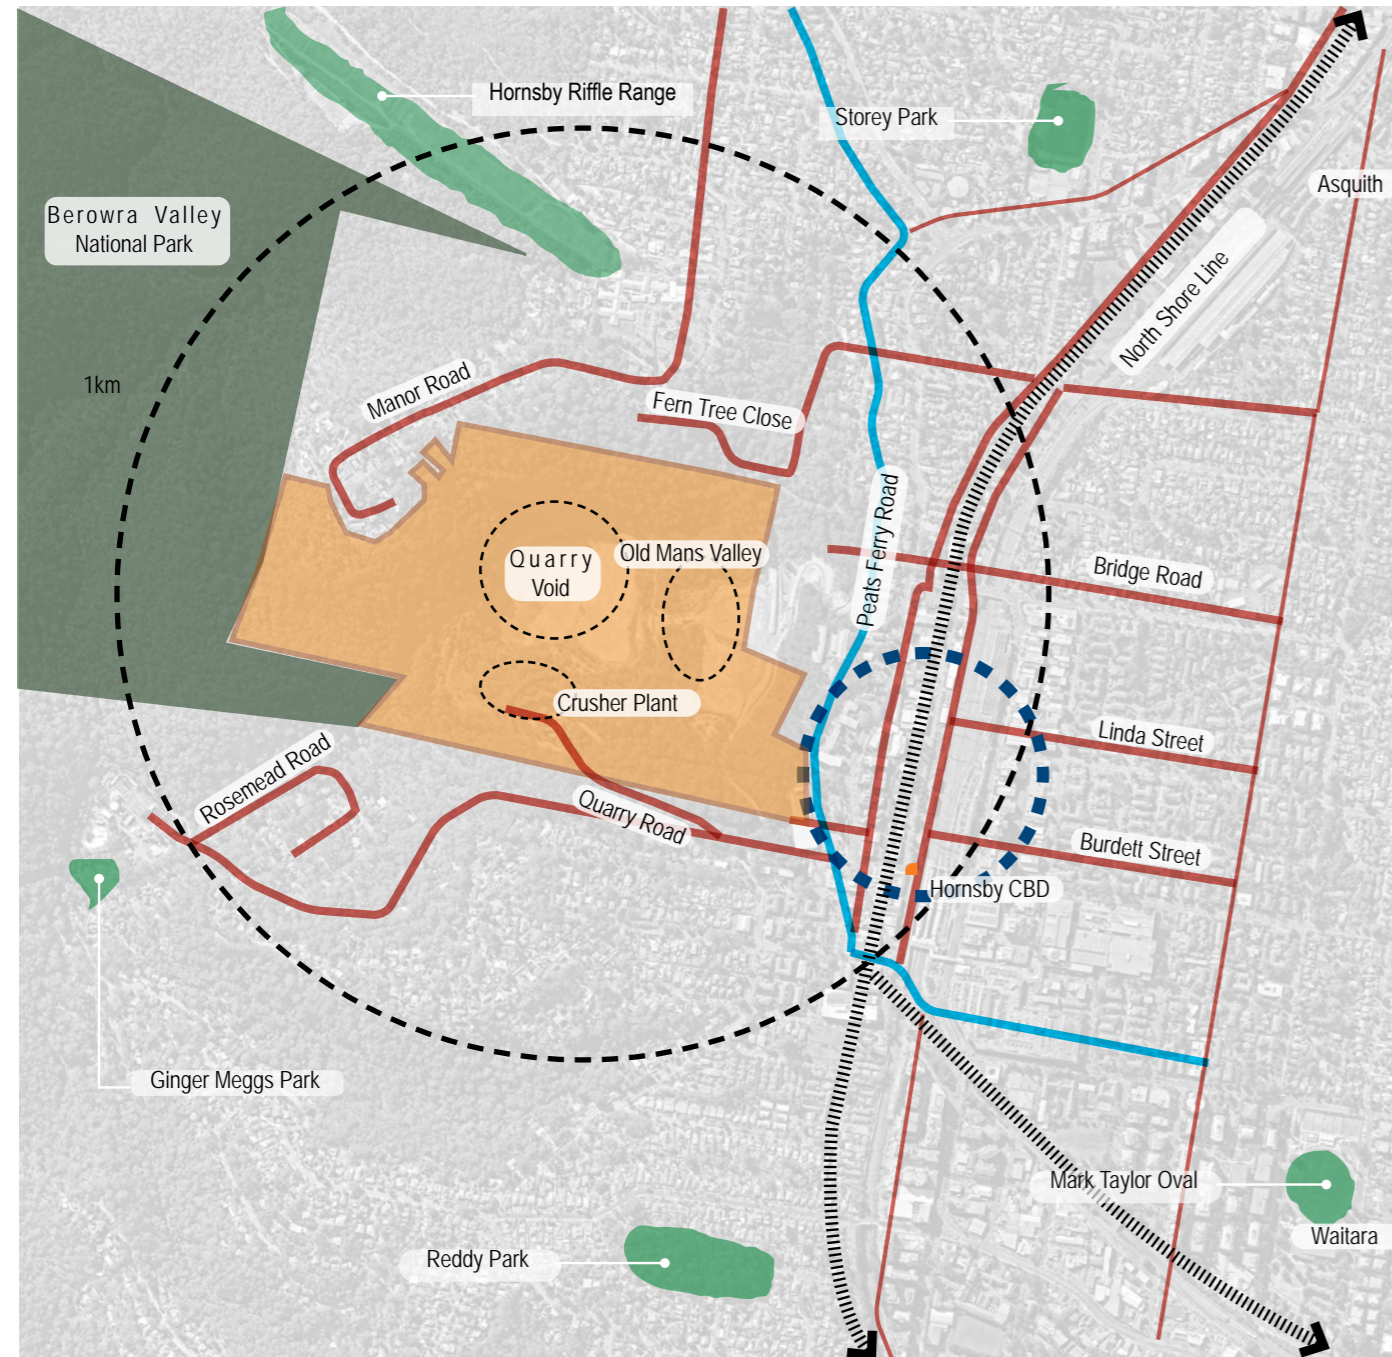 Hornsby Riffle Range
Storey Park
Asquith
Berowra Valley
National Park
North Shore Line
1km
Manor Road
Fern Tree Close
Peats Ferry Road
Quarry
Void
Old Mans Valley
Bridge Road
Crusher Plant
Linda Street
Rosemead Road
Quarry Road
Burdett Street
Hornsby CBD
Ginger Meggs Park
Mark Taylor Oval
Waitara
Reddy Park